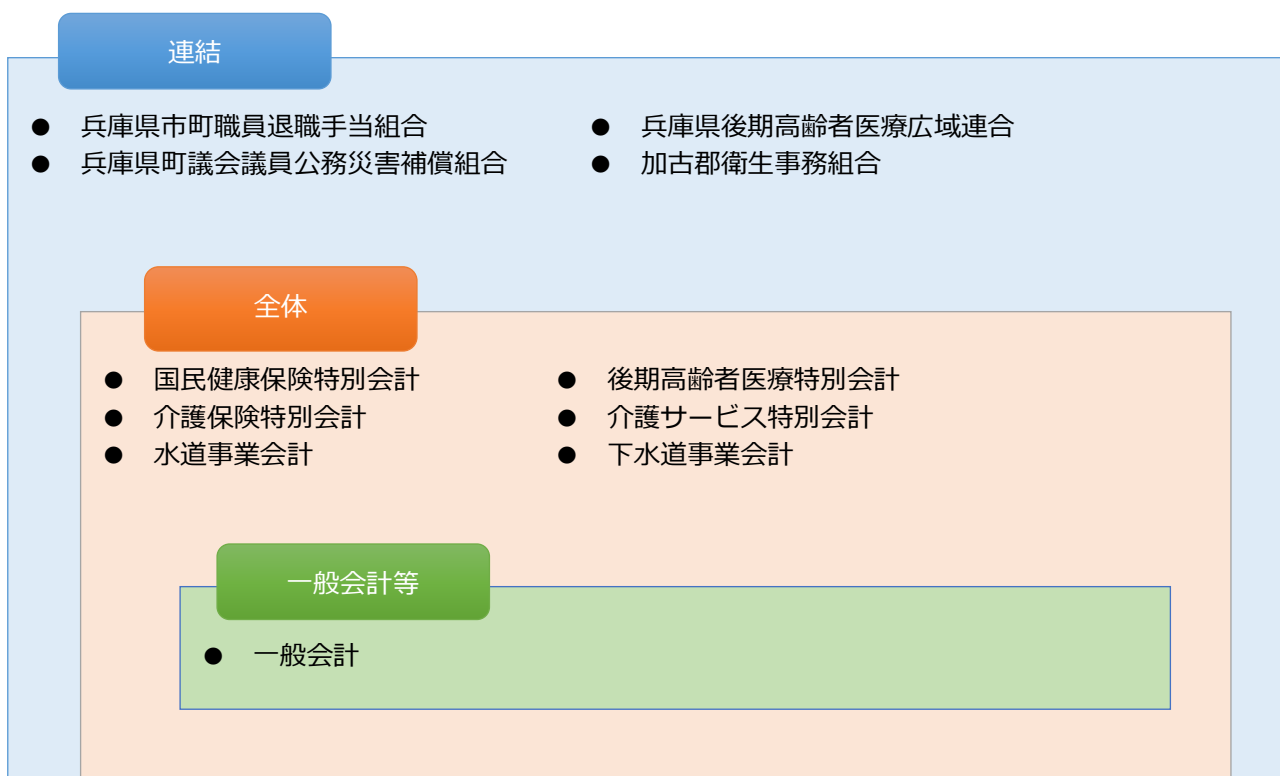 連結
● 兵庫県市町職員退職手当組合 ● 兵庫県後期高齢者医療広域連合
● 兵庫県町議会議員公務災害補償組合 ● 加古郡衛生事務組合
全体
● 国民健康保険特別会計 ● 後期高齢者医療特別会計
● 介護保険特別会計 ● 介護サービス特別会計
● 水道事業会計 ● 下水道事業会計
一般会計等
● 一般会計